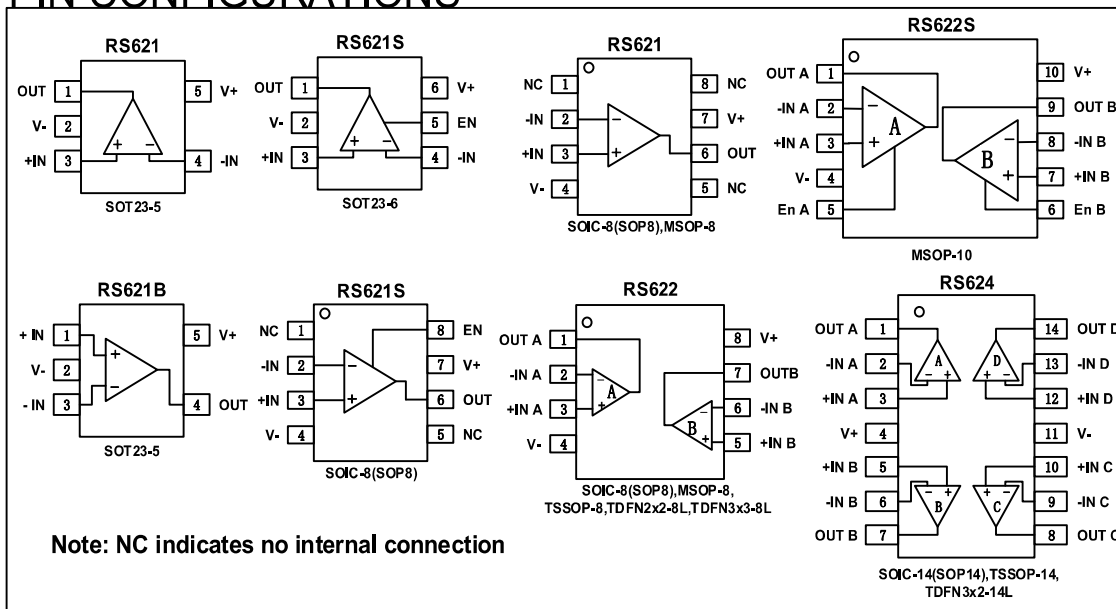 PIN CONFIGURATIONS
RS621
OUT 1
5 V+
V- 2
+IN 3
+ -
4 -IN
SOT23-5
RS621S
OUT 1
6 V+
V- 2
5 EN
+IN 3
+ -
4 -IN
SOT23-6
RS621
NC 1
8 NC
-IN 2
-
7 V+
+IN 3
+
6 OUT
V- 4
5 NC
SOIC-8(SOP8),MSOP-8
RS622S
OUT A 1
10 V+
-IN A 2
-
A
9 OUT B
+IN A 3
+
-
8 -IN B
V- 4
B
+
7 +IN B
En A 5
6 En B
MSOP-10
RS621B
+ IN 1
+
5 V+
V- 2
- IN 3
-
4 OUT
SOT23-5
RS621S
NC 1
8 EN
-IN 2
-
7 V+
+IN 3
+
6 OUT
V- 4
5 NC
SOIC-8(SOP8)
RS622
OUT A 1
8 V+
-IN A 2
-
A
7 OUTB
+IN A 3
+
-
6 -IN B
V- 4
B
+
5 +IN B
SOIC-8(SOP8),MSOP-8,
TSSOP-8,TDFN2x2-8L,TDFN3x3-8L
RS624
OUT A 1
14 OUT D
-IN A 2
A
- +
D
+ -
13 -IN D
+IN A 3
12 +IN D
V+ 4
11 V-
+IN B 5
10 +IN C
-IN B 6
- +
B
+ -
C
9 -IN C
OUT B 7
8 OUT C
SOIC-14(SOP14),TSSOP-14,
TDFN3x2-14L
Note: NC indicates no internal connection